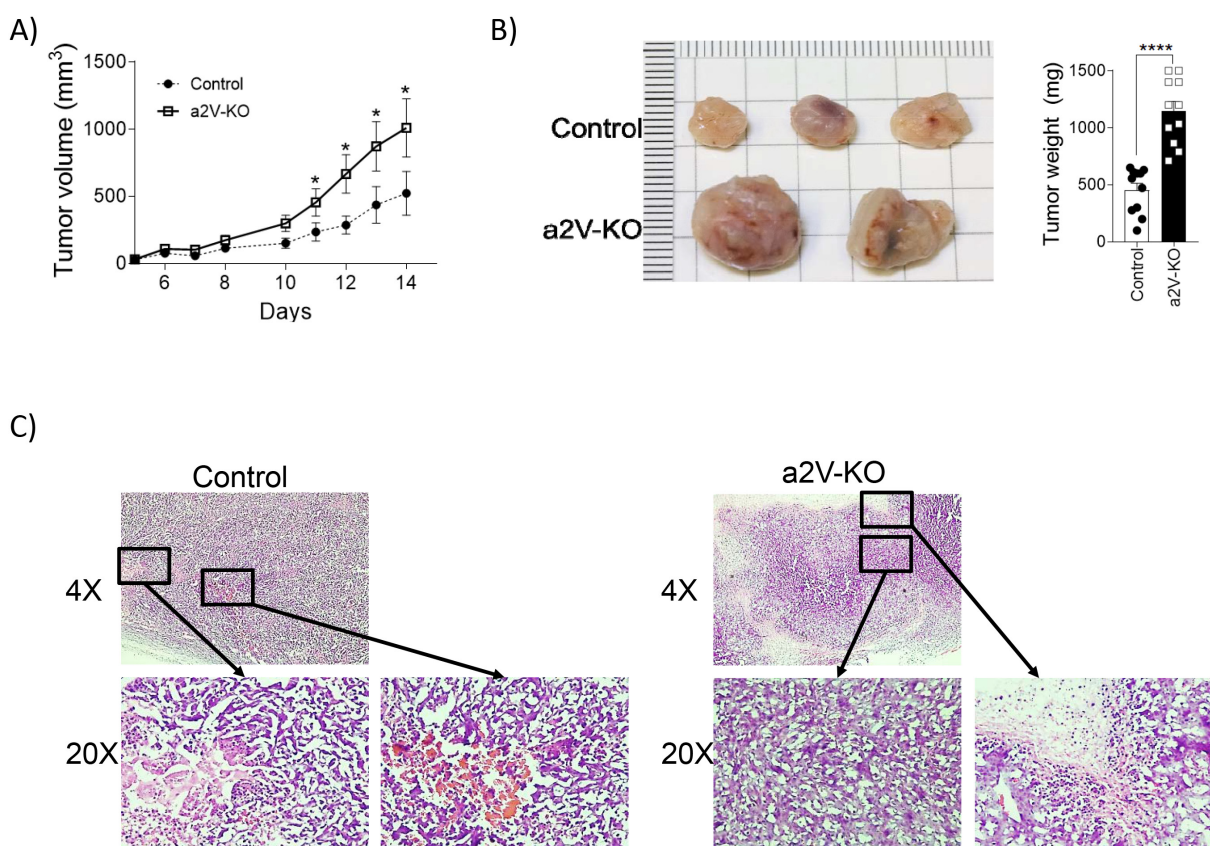 A)
Tumor volume (mm³)
1500
1000
500
0
Control
a2V-KO
*
*
*
*
6
8
10
12
14
Days
B)
Control
a2V-KO
Tumor weight (mg)
****
1500
1000
500
0
Control
a2V-KO
C)
Control
a2V-KO
4X
4X
20X
20X